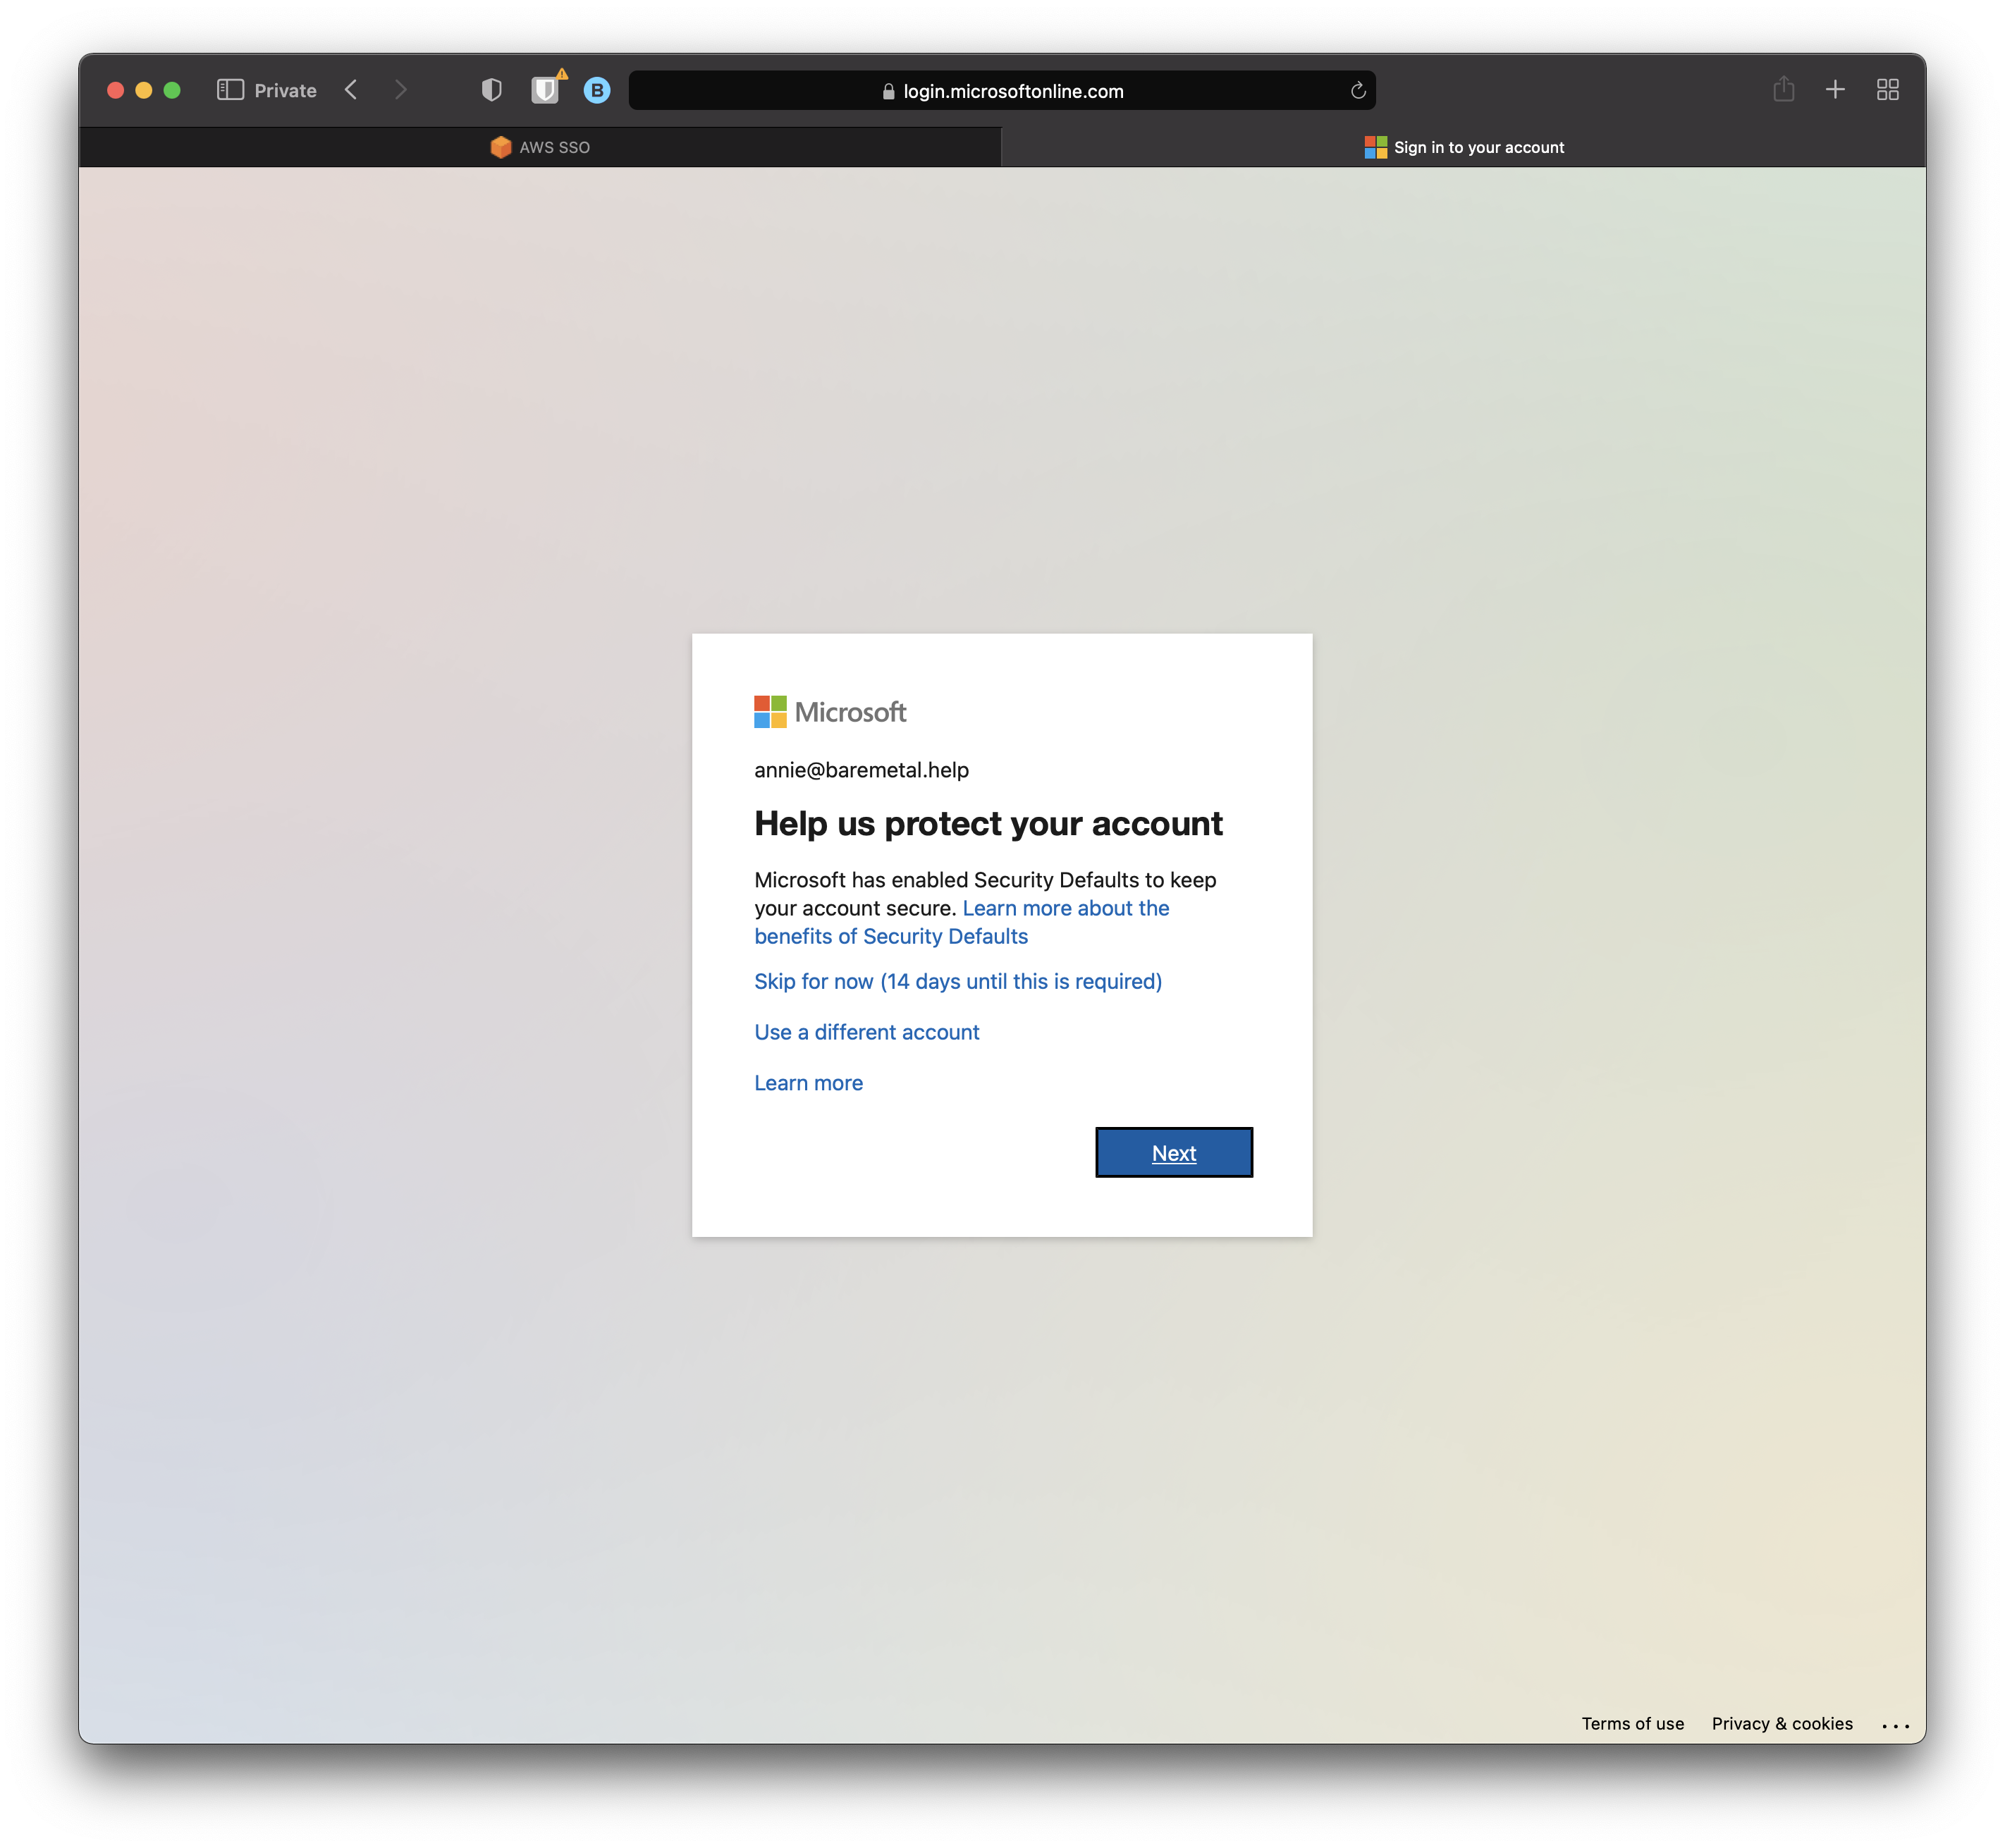 Private
B
login.microsoftonline.com
AWS SSO
Sign in to your account
Microsoft
annie@baremetal.help
Help us protect your account
Microsoft has enabled Security Defaults to keep
your account secure. Learn more about the
benefits of Security Defaults
Skip for now (14 days until this is required)
Use a different account
Learn more
Next
Terms of use Privacy & cookies ...